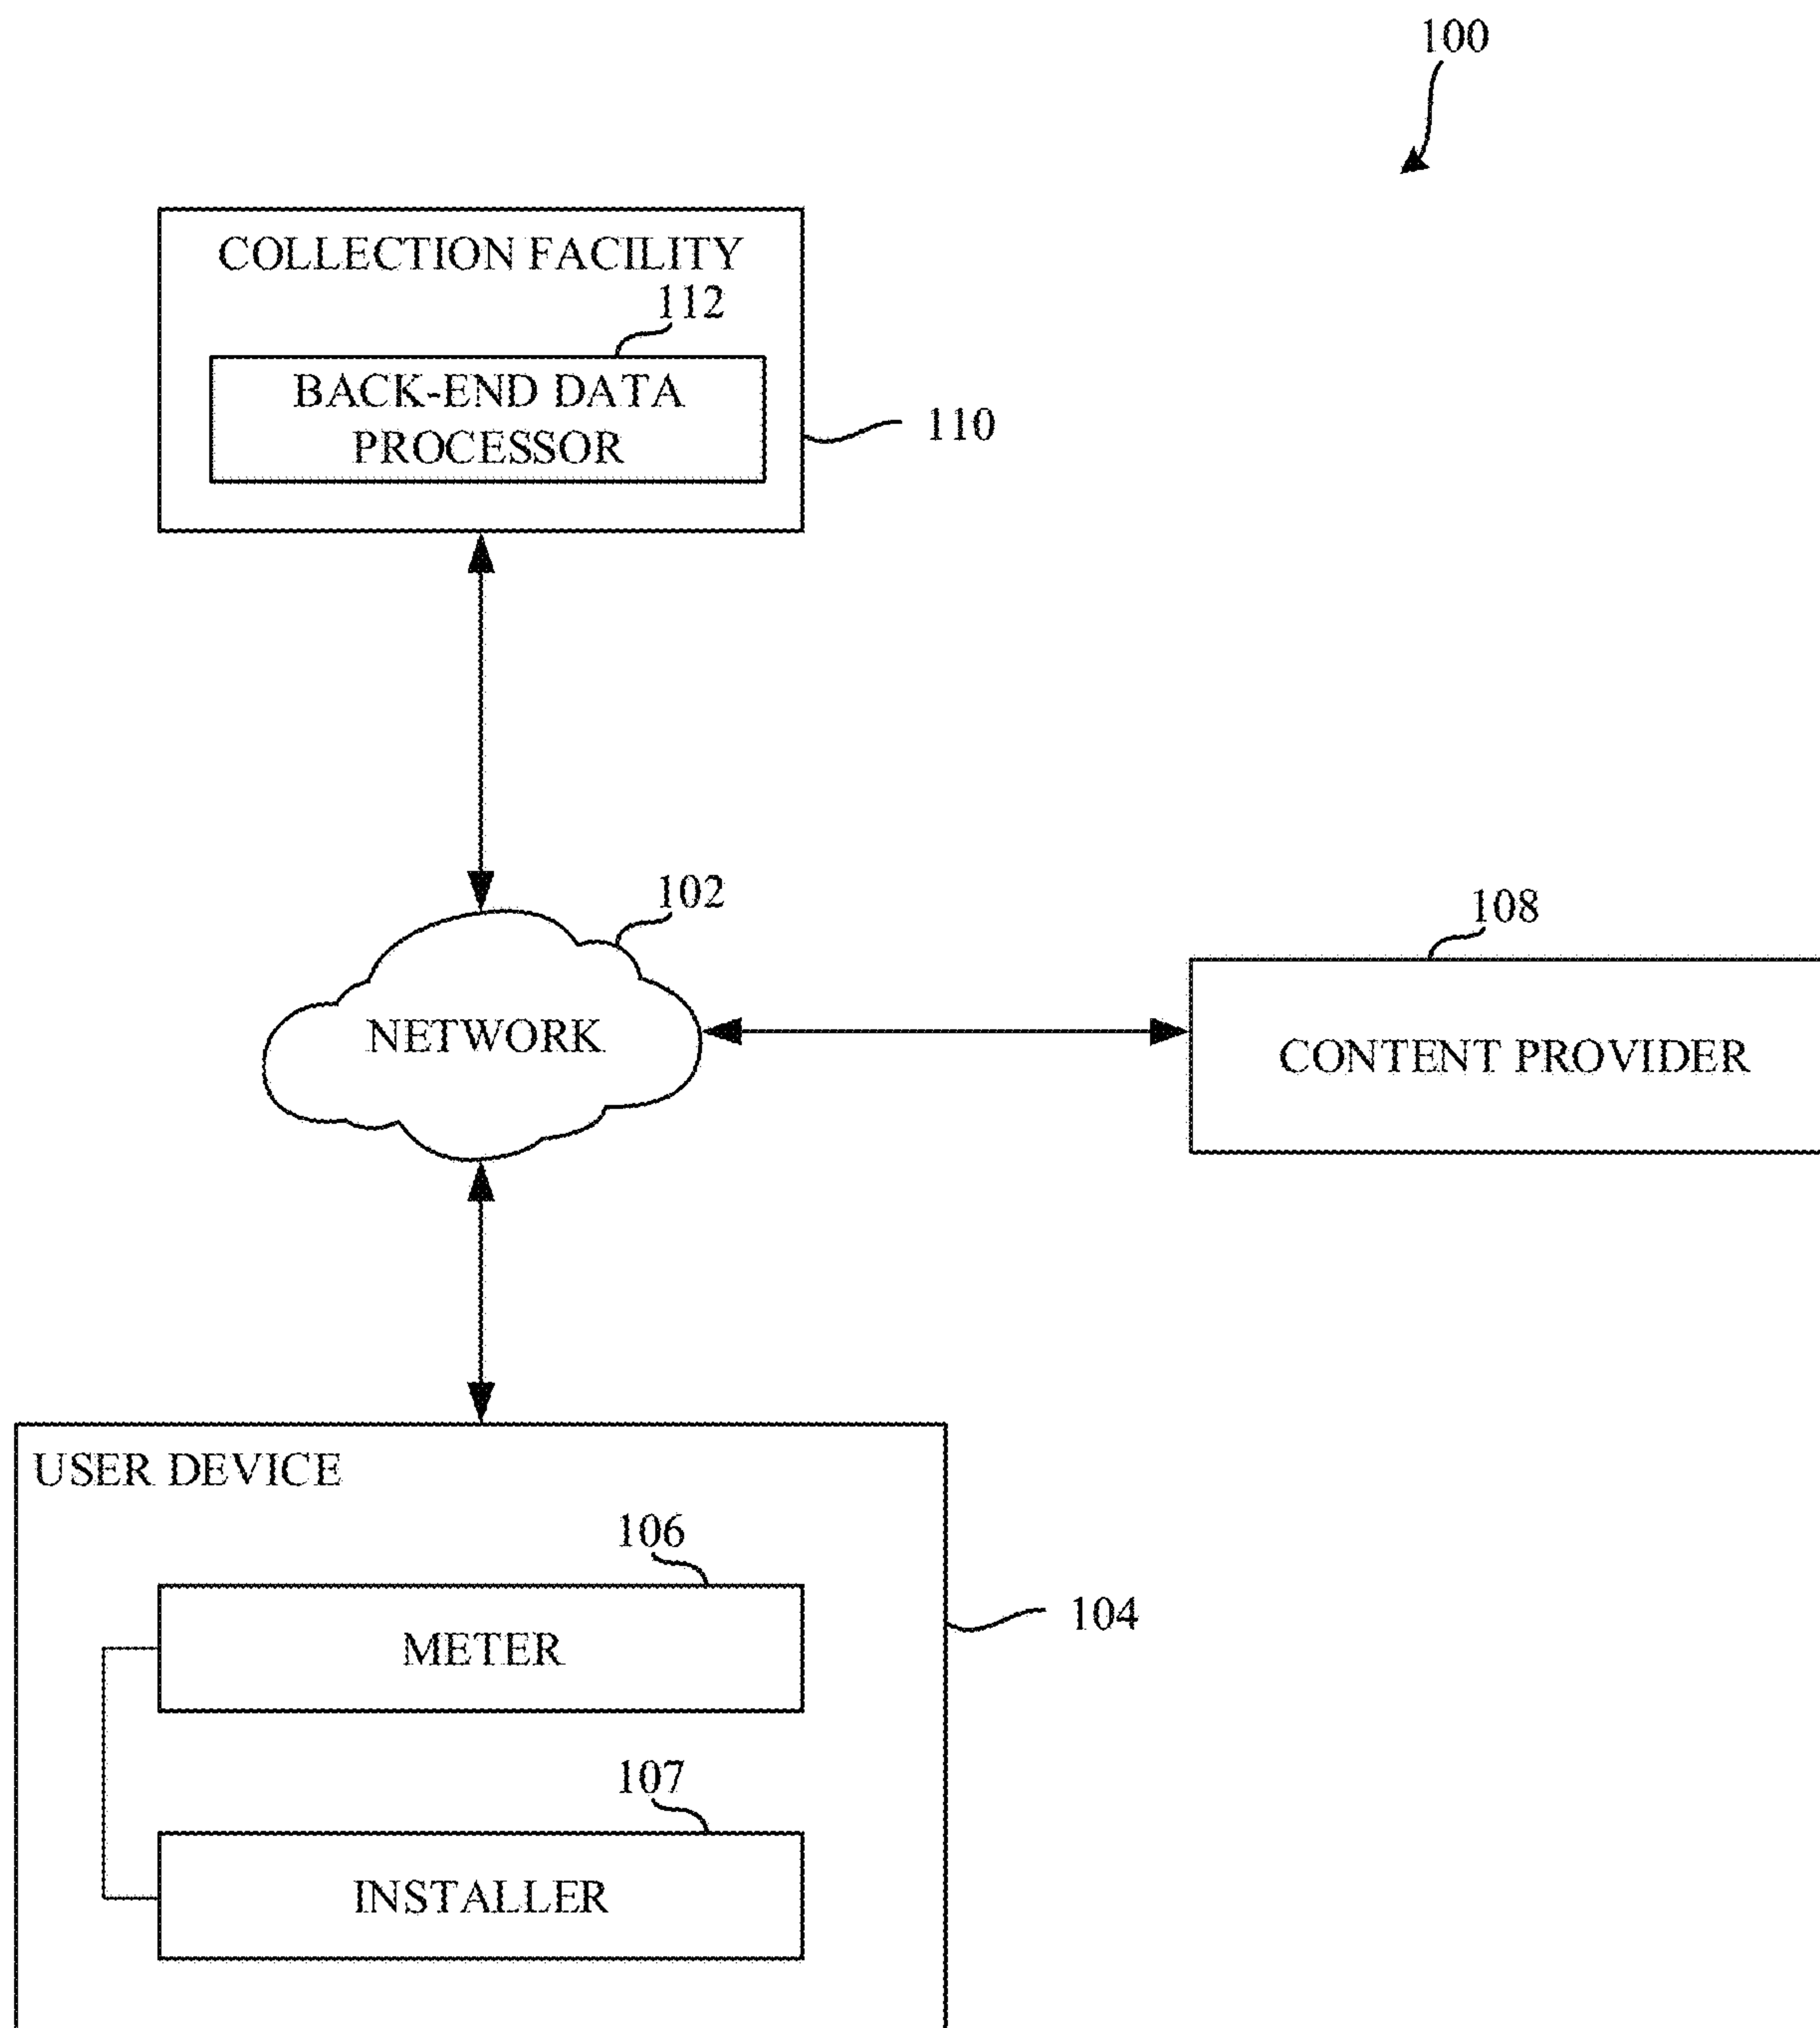 100
COLLECTION FACILITY
112
BACK-END DATA
PROCESSOR
110
102
NETWORK
108
CONTENT PROVIDER
USER DEVICE
106
METER
104
107
INSTALLER